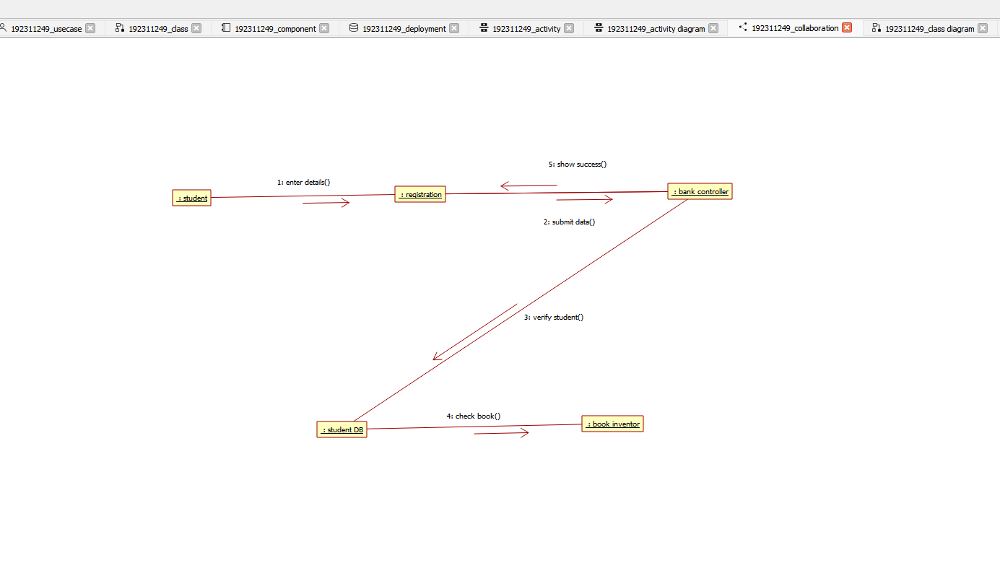 192311249_usecase 192311249_class 192311249_component 192311249_deployment 192311249_activity 192311249_activity diagram 192311249_collaboration 192311249_class diagram
5: show success()
1: enter details()
: student
: registration
: bank controller
2: submit data()
3: verify student()
4: check book()
: student DB
: book inventor